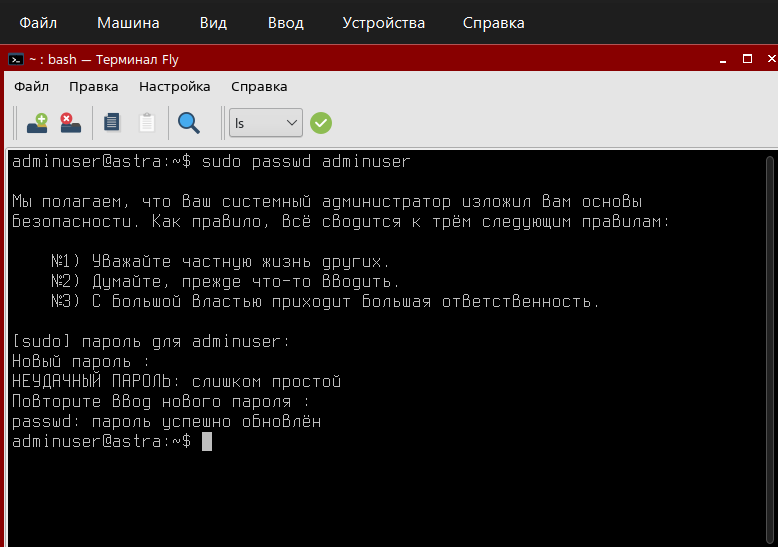 Файл Машина Вид Ввод Устройства Справка
~ : bash — Терминал Fly
Файл Правка Настройка Справка
ls
adminuser@astra:~$ sudo passwd adminuser
Мы полагаем, что ваш системный администратор изложил вам основы
безопасности. Как правило, всё сводится к трём следующим правилам:
№1) Уважайте частную жизнь других.
№2) Думайте, прежде что-то вводить.
№3) С большой властью приходит большая ответственность.
[sudo] пароль для adminuser:
Новый пароль :
НЕУДАЧНЫЙ ПАРОЛЬ: слишком простой
Повторите ввод нового пароля :
passwd: пароль успешно обновлён
adminuser@astra:~$